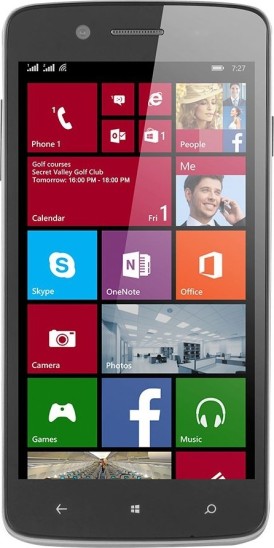 7:27
1
Phone 1
People
Golf courses
Secret Valley Golf Club
Tomorrow: 16:00 PM - 18:00 PM
Calendar
Fri 1
Me
Skype
OneNote
Office
Camera
Photos
Games
Music